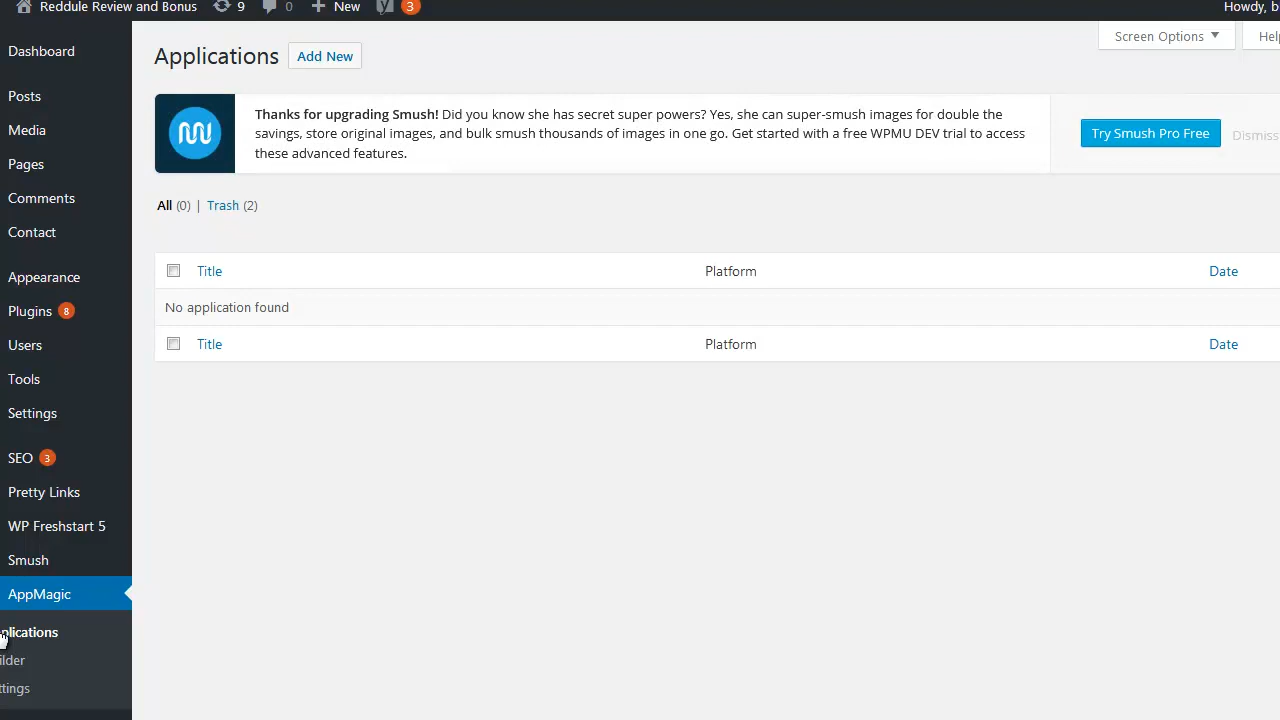 Reddule Review and Bonus 9 0 New 3 Howdy, b
Dashboard
Posts
Media
Pages
Comments
Contact
Appearance
Plugins 8
Users
Tools
Settings
SEO 3
Pretty Links
WP Freshstart 5
Smush
AppMagic
plications
ilder
ttings
Screen Options Help
Applications Add New
Thanks for upgrading Smush! Did you know she has secret super powers? Yes, she can super-smush images for double the
savings, store original images, and bulk smush thousands of images in one go. Get started with a free WPMU DEV trial to access
these advanced features.
Try Smush Pro Free Dismiss
All (0) | Trash (2)
Title Platform Date
No application found
Title Platform Date